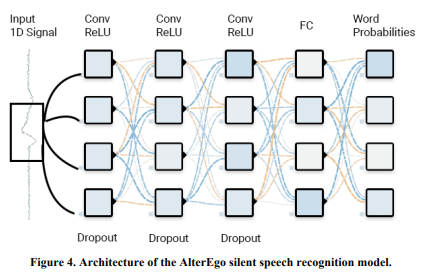 Input
1D Signal
Conv
ReLU
Conv
ReLU
Conv
ReLU
FC
Word
Probabilities
Dropout
Dropout
Dropout
Figure 4. Architecture of the AlterEgo silent speech recognition model.